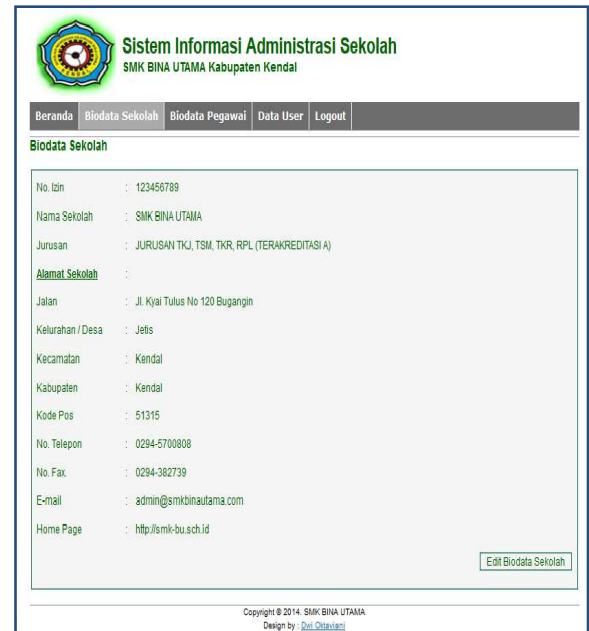 Sistem Informasi Administrasi Sekolah
SMK BINA UTAMA Kabupaten Kendal
Beranda Biodata Sekolah Biodata Pegawai Data User Logout
Biodata Sekolah
No. Izin : 123456789
Nama Sekolah : SMK BINA UTAMA
Jurusan : JURUSAN TKJ, TSM, TKR, RPL (TERAKREDITASI A)
Alamat Sekolah :
Jalan : Jl. Kyai Tulus No 120 Bugangin
Kelurahan / Desa : Jetis
Kecamatan : Kendal
Kabupaten : Kendal
Kode Pos : 51315
No. Telepon : 0294-5700808
No. Fax. : 0294-382739
E-mail : admin@smkbinautama.com
Home Page : http://smk-bu.sch.id
Edit Biodata Sekolah
Copyright © 2014. SMK BINA UTAMA
Design by : Dwi Oktaviani